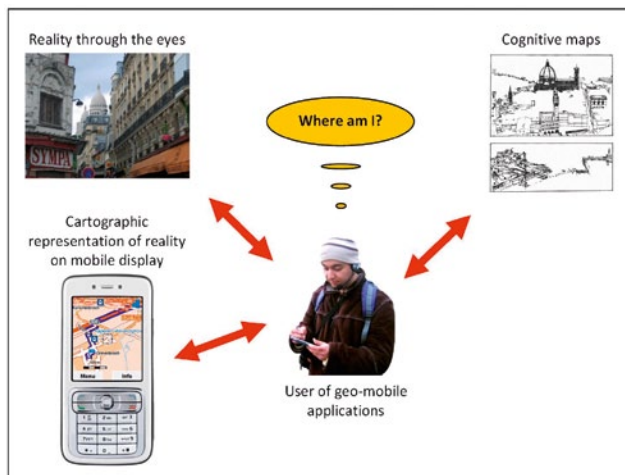 Reality through the eyes
Cognitive maps
Where am I?
SYMPA
Cartographic
representation of reality
on mobile display
Menu
Info
User of geo-mobile
applications